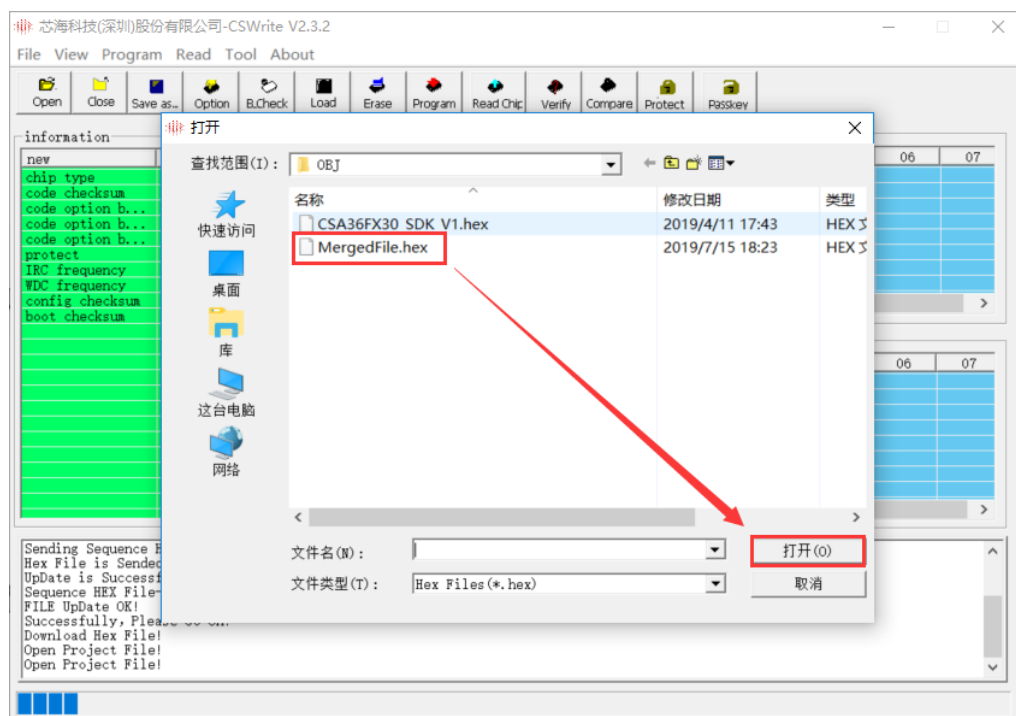 芯海科技(深圳)股份有限公司-CSWrite V2.3.2
File View Program Read Tool About
Open Close Save as... Option B.Check Load Erase Program Read Chip Verify Compare Protect Passkey
information
new
chip type
code checksum
code option b...
code option b...
code option b...
protect
IRC frequency
WDC frequency
config checksum
boot checksum
06 07
06 07
打开
查找范围(I): OBJ
快速访问
桌面
库
这台电脑
网络
名称 修改日期 类型
CSA36FX30_SDK_V1.hex 2019/4/11 17:43 HEX
MergedFile.hex 2019/7/15 18:23 HEX
文件名(N): 打开(O)
文件类型(T): Hex Files(*.hex) 取消
Sending Sequence
Hex File is Sended
UpDate is
Sequence HEX File-
FILE UpDate OK!
Successfully,
Download Hex File!
Open Project File!
Open Project File!